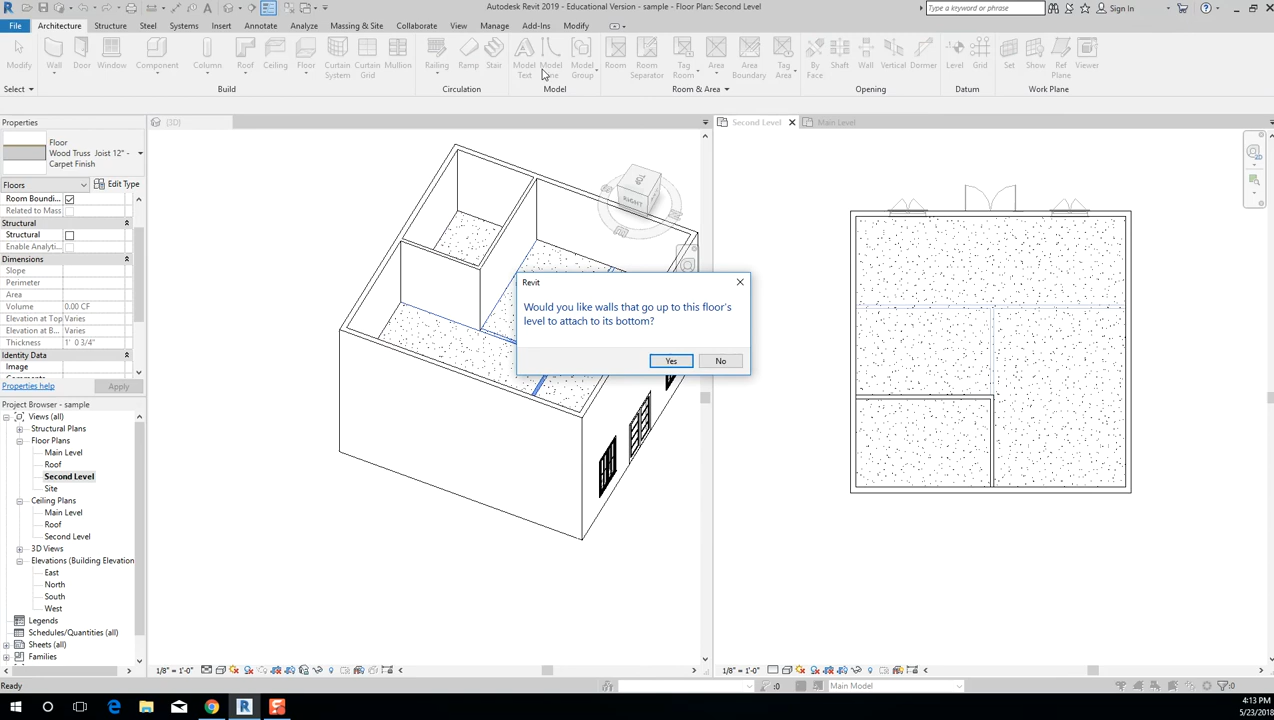 Autodesk Revit 2019 - Educational Version - sample - Floor Plan: Second Level
Type a keyword or phrase
Sign In
File Architecture Structure Steel Systems Insert Annotate Analyze Massing & Site Collaborate View Manage Add-Ins Modify
Modify Wall Door Window Component Column Roof Ceiling Floor Curtain System Curtain Grid Mullion Railing Ramp Stair Model Text Model Line Model Group Room Room Separator Tag Room Area Area Boundary Tag Area By Face Shaft Wall Vertical Dormer Level Grid Set Show Ref Plane Viewer
Select Build Circulation Model Room & Area Opening Datum Work Plane
Properties
{3D}
Second Level
Main Level
Floor
Wood Truss Joist 12" -
Carpet Finish
Floors
Edit Type
Room Boundi...
Related to Mass
Structural
Structural
Enable Analyti...
Dimensions
Slope
Perimeter
Area
Volume 0.00 CF
Elevation at Top Varies
Elevation at B... Varies
Thickness 1' 0 3/4"
Identity Data
Image
Properties help
Apply
RIGHT
Revit
Would you like walls that go up to this floor's
level to attach to its bottom?
Yes No
Project Browser - sample
Views (all)
Structural Plans
Floor Plans
Main Level
Roof
Second Level
Site
Ceiling Plans
Main Level
Roof
Second Level
3D Views
Elevations (Building Elevation
East
North
South
West
Legends
Schedules/Quantities (all)
Sheets (all)
Families
1/8" = 1'-0"
1/8" = 1'-0"
Ready
:0
Main Model
:0
4:13 PM
5/23/2018